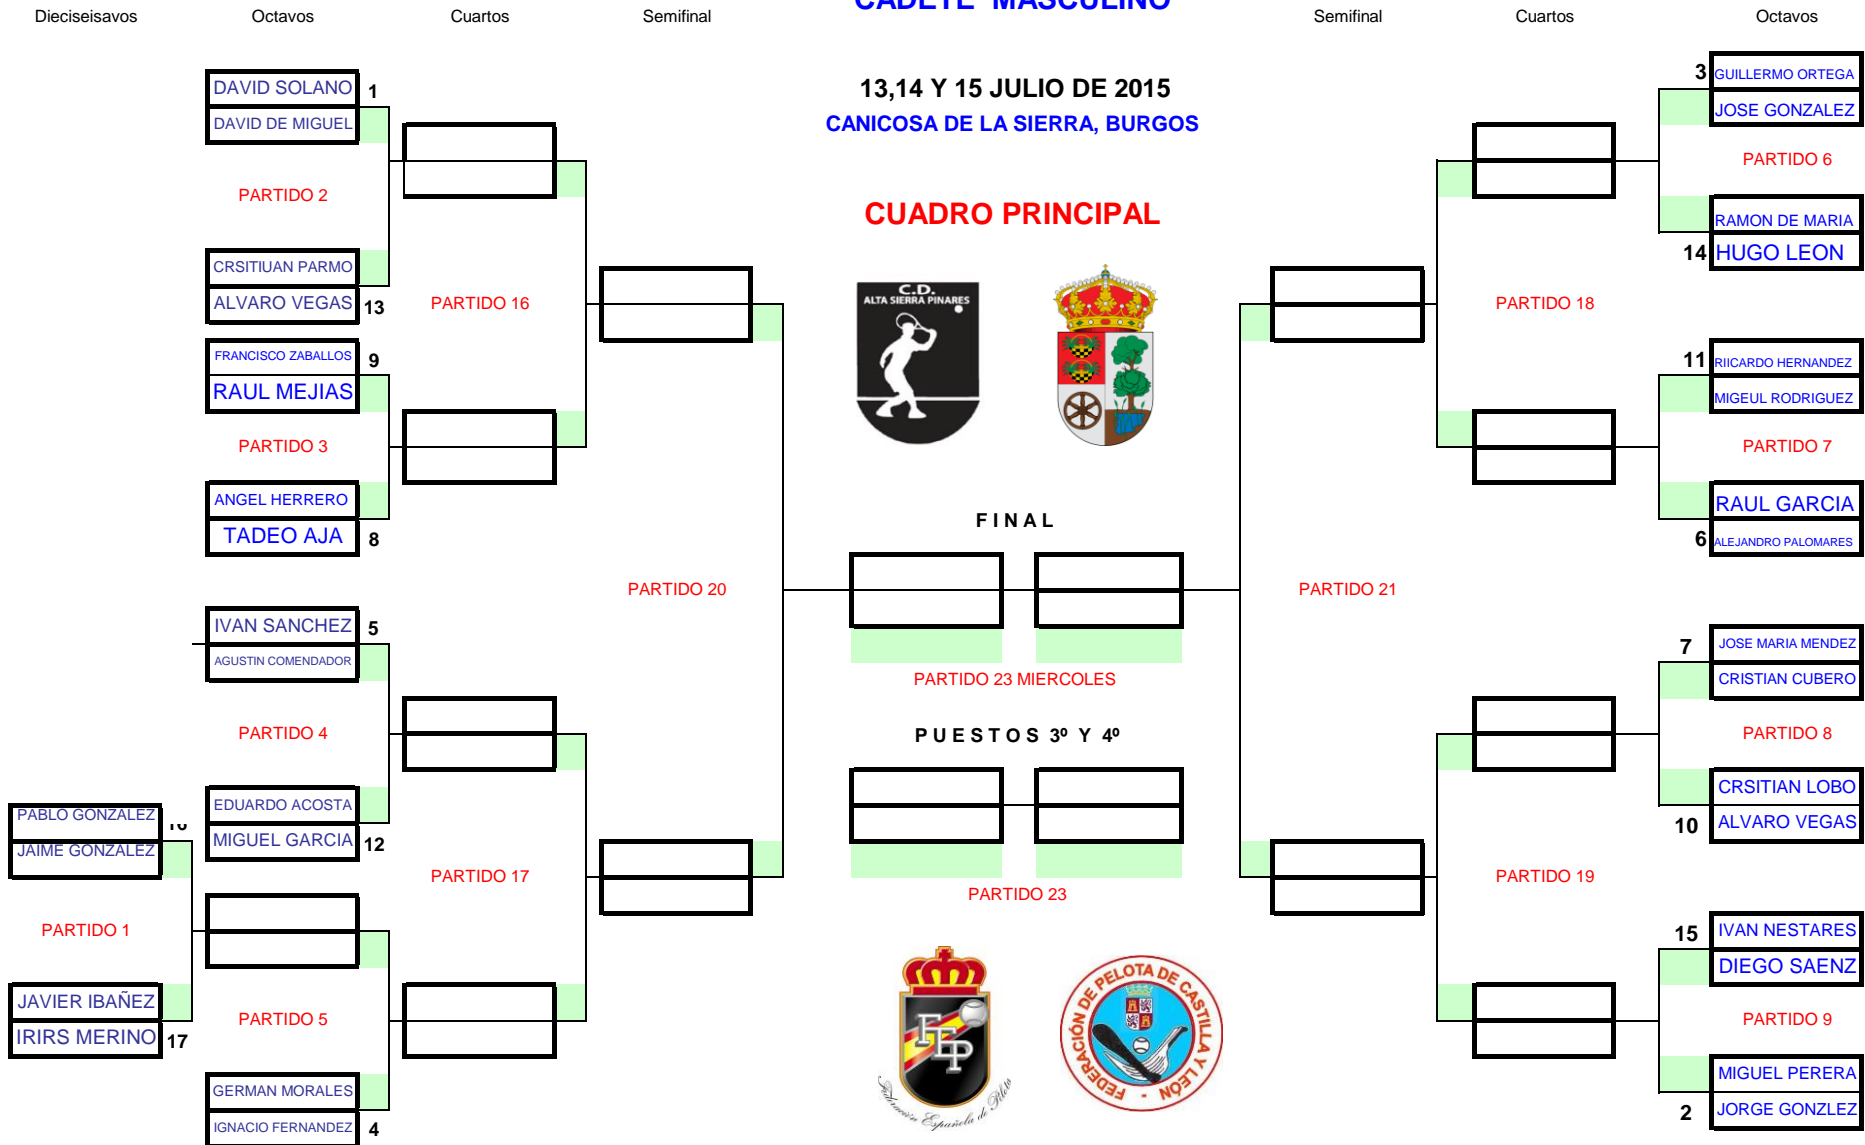 CADETE MASCULINO
Dieciseisavos
Octavos
Cuartos
Semifinal
Semifinal
Cuartos
Octavos
13,14 Y 15 JULIO DE 2015
CANICOSA DE LA SIERRA, BURGOS
CUADRO PRINCIPAL
DAVID SOLANO 1
DAVID DE MIGUEL
PARTIDO 2
CRSITIUAN PARMO
ALVARO VEGAS 13
FRANCISCO ZABALLOS 9
RAUL MEJIAS
PARTIDO 3
ANGEL HERRERO
TADEO AJA 8
IVAN SANCHEZ 5
AGUSTIN COMENDADOR
PARTIDO 4
EDUARDO ACOSTA
MIGUEL GARCIA 12
PABLO GONZALEZ 16
JAIME GONZALEZ
PARTIDO 1
JAVIER IBAÑEZ
IRIRS MERINO 17
PARTIDO 5
GERMAN MORALES
IGNACIO FERNANDEZ 4
PARTIDO 16
PARTIDO 17
PARTIDO 20
C.D.
ALTA SIERRA PINARES
FINAL
PARTIDO 23 MIERCOLES
PUESTOS 3º Y 4º
PARTIDO 23
FEP
Federación Española de Pelota
FEDERACIÓN DE PELOTA DE CASTILLA Y LEÓN -
PARTIDO 21
PARTIDO 18
PARTIDO 19
3 GUILLERMO ORTEGA
JOSE GONZALEZ
PARTIDO 6
RAMON DE MARIA
14 HUGO LEON
11 RIICARDO HERNANDEZ
MIGEUL RODRIGUEZ
PARTIDO 7
RAUL GARCIA
6 ALEJANDRO PALOMARES
7 JOSE MARIA MENDEZ
CRISTIAN CUBERO
PARTIDO 8
CRSITIAN LOBO
10 ALVARO VEGAS
15 IVAN NESTARES
DIEGO SAENZ
PARTIDO 9
MIGUEL PERERA
2 JORGE GONZLEZ